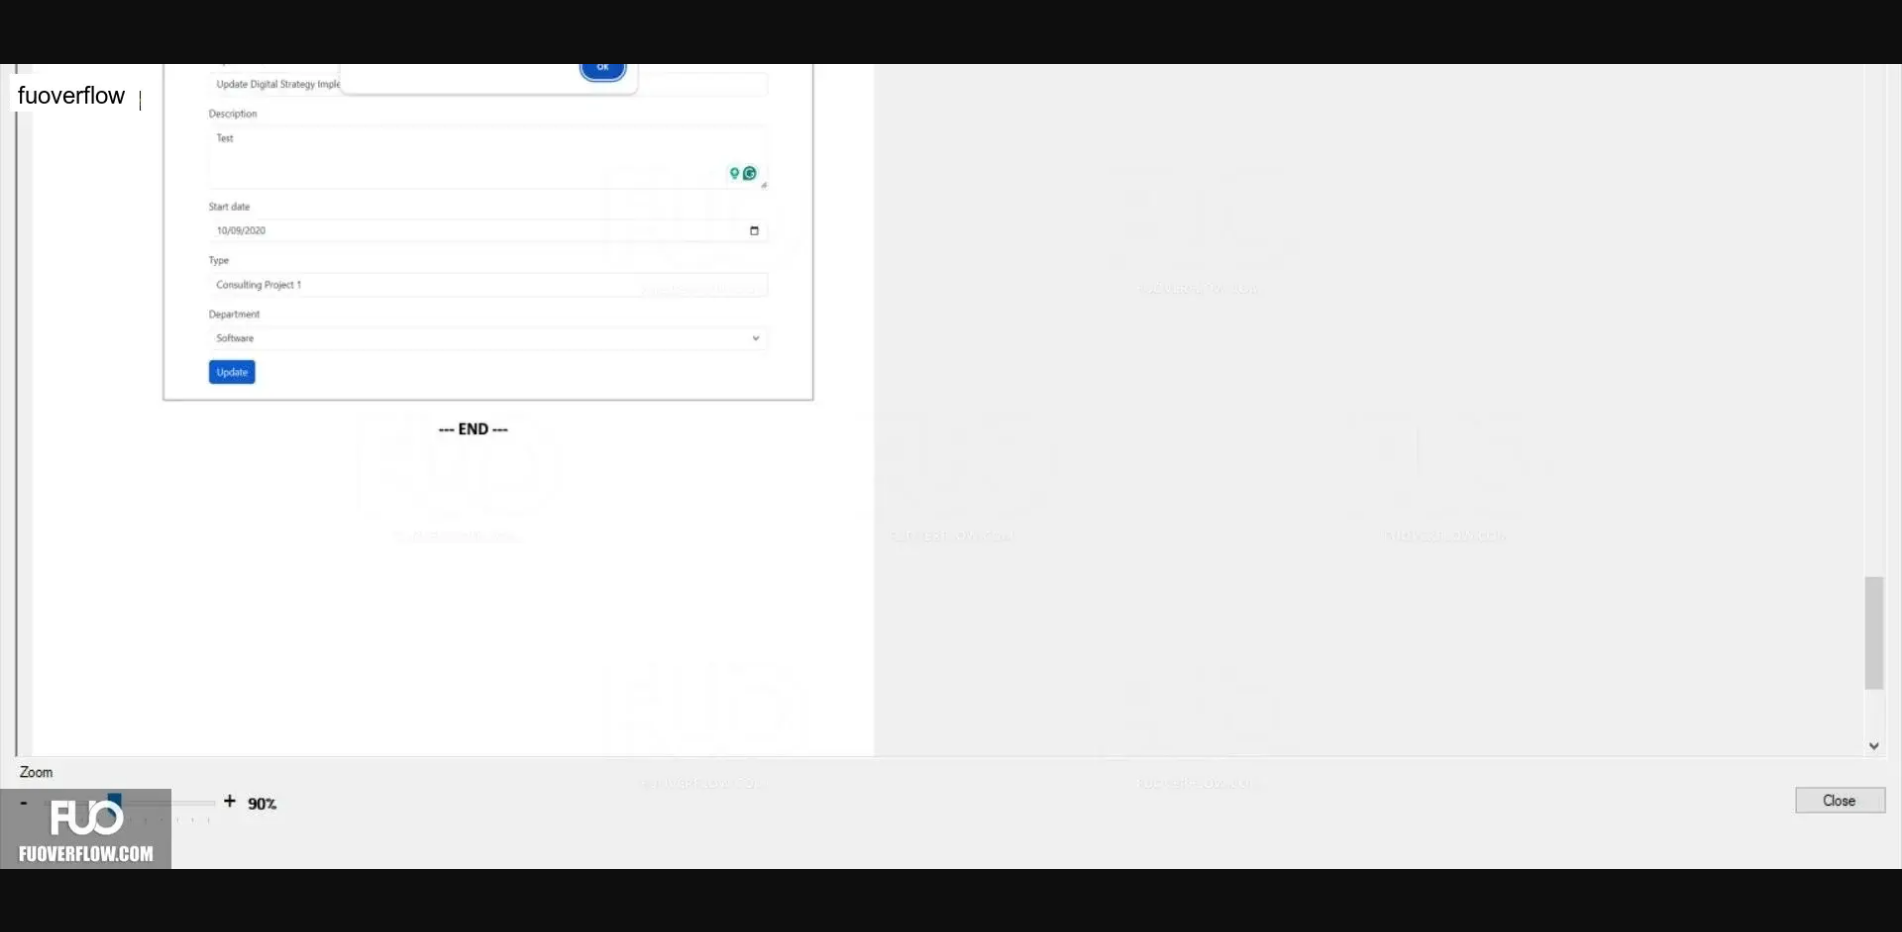 OK
Update Digital Strategy Imple
fuoverflow
Description
Test
Start date
10/09/2020
Type
Consulting Project 1
Department
Software
Update
--- END ---
Zoom
- + 90%
Close
FUO
FUOVERFLOW.COM